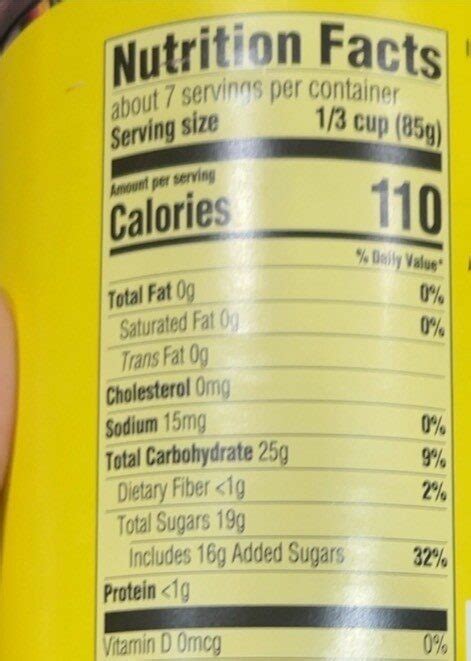 Nutrition Facts
about 7 servings per container
Serving size 1/3 cup (85g)
Amount per serving
Calories 110
% Daily Value*
Total Fat 0g 0%
Saturated Fat 0g 0%
Trans Fat 0g
Cholesterol 0mg
Sodium 15mg 0%
Total Carbohydrate 25g 9%
Dietary Fiber <1g 2%
Total Sugars 19g
Includes 16g Added Sugars 32%
Protein <1g
Vitamin D 0mcg 0%